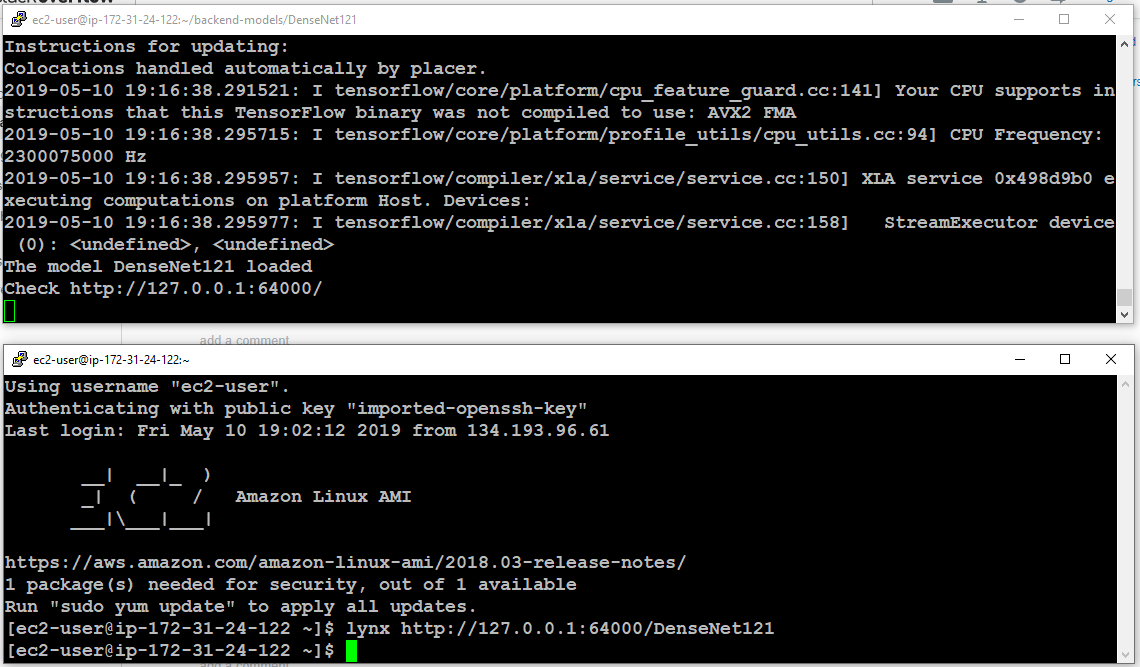 ec2-user@ip-172-31-24-122:~/backend-models/DenseNet121
Instructions for updating:
Colocations handled automatically by placer.
2019-05-10 19:16:38.291521: I tensorflow/core/platform/cpu_feature_guard.cc:141] Your CPU supports in
structions that this TensorFlow binary was not compiled to use: AVX2 FMA
2019-05-10 19:16:38.295715: I tensorflow/core/platform/profile_utils/cpu_utils.cc:94] CPU Frequency:
2300075000 Hz
2019-05-10 19:16:38.295957: I tensorflow/compiler/xla/service/service.cc:150] XLA service 0x498d9b0 e
xecuting computations on platform Host. Devices:
2019-05-10 19:16:38.295977: I tensorflow/compiler/xla/service/service.cc:158]   StreamExecutor device
 (0): <undefined>, <undefined>
The model DenseNet121 loaded
Check http://127.0.0.1:64000/
add a comment
ec2-user@ip-172-31-24-122:~
Using username "ec2-user".
Authenticating with public key "imported-openssh-key"
Last login: Fri May 10 19:02:12 2019 from 134.193.96.61
       __|  __|_  )
       _|  (     /   Amazon Linux AMI
      ___|\___|___|
https://aws.amazon.com/amazon-linux-ami/2018.03-release-notes/
1 package(s) needed for security, out of 1 available
Run "sudo yum update" to apply all updates.
[ec2-user@ip-172-31-24-122 ~]$ lynx http://127.0.0.1:64000/DenseNet121
[ec2-user@ip-172-31-24-122 ~]$
add a comment